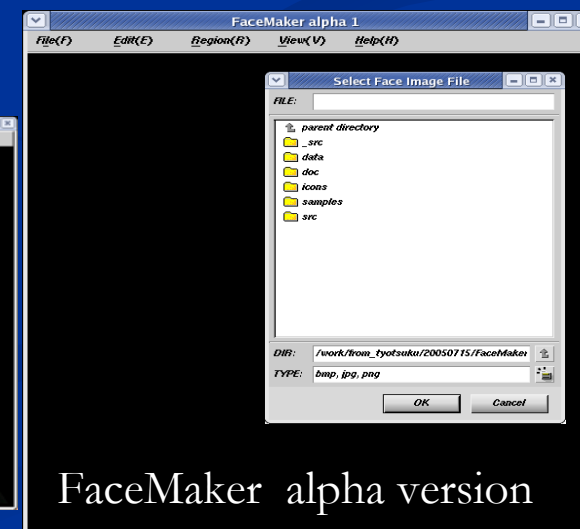 FaceMaker alpha 1
File(F) Edit(E) Region(R) View(V) Help(H)
Select Face Image File
FILE:
parent directory
_src
data
doc
icons
samples
src
DIR: /work/from_tyotsuku/20050715/FaceMaker
TYPE: bmp, jpg, png
OK Cancel
FaceMaker alpha version